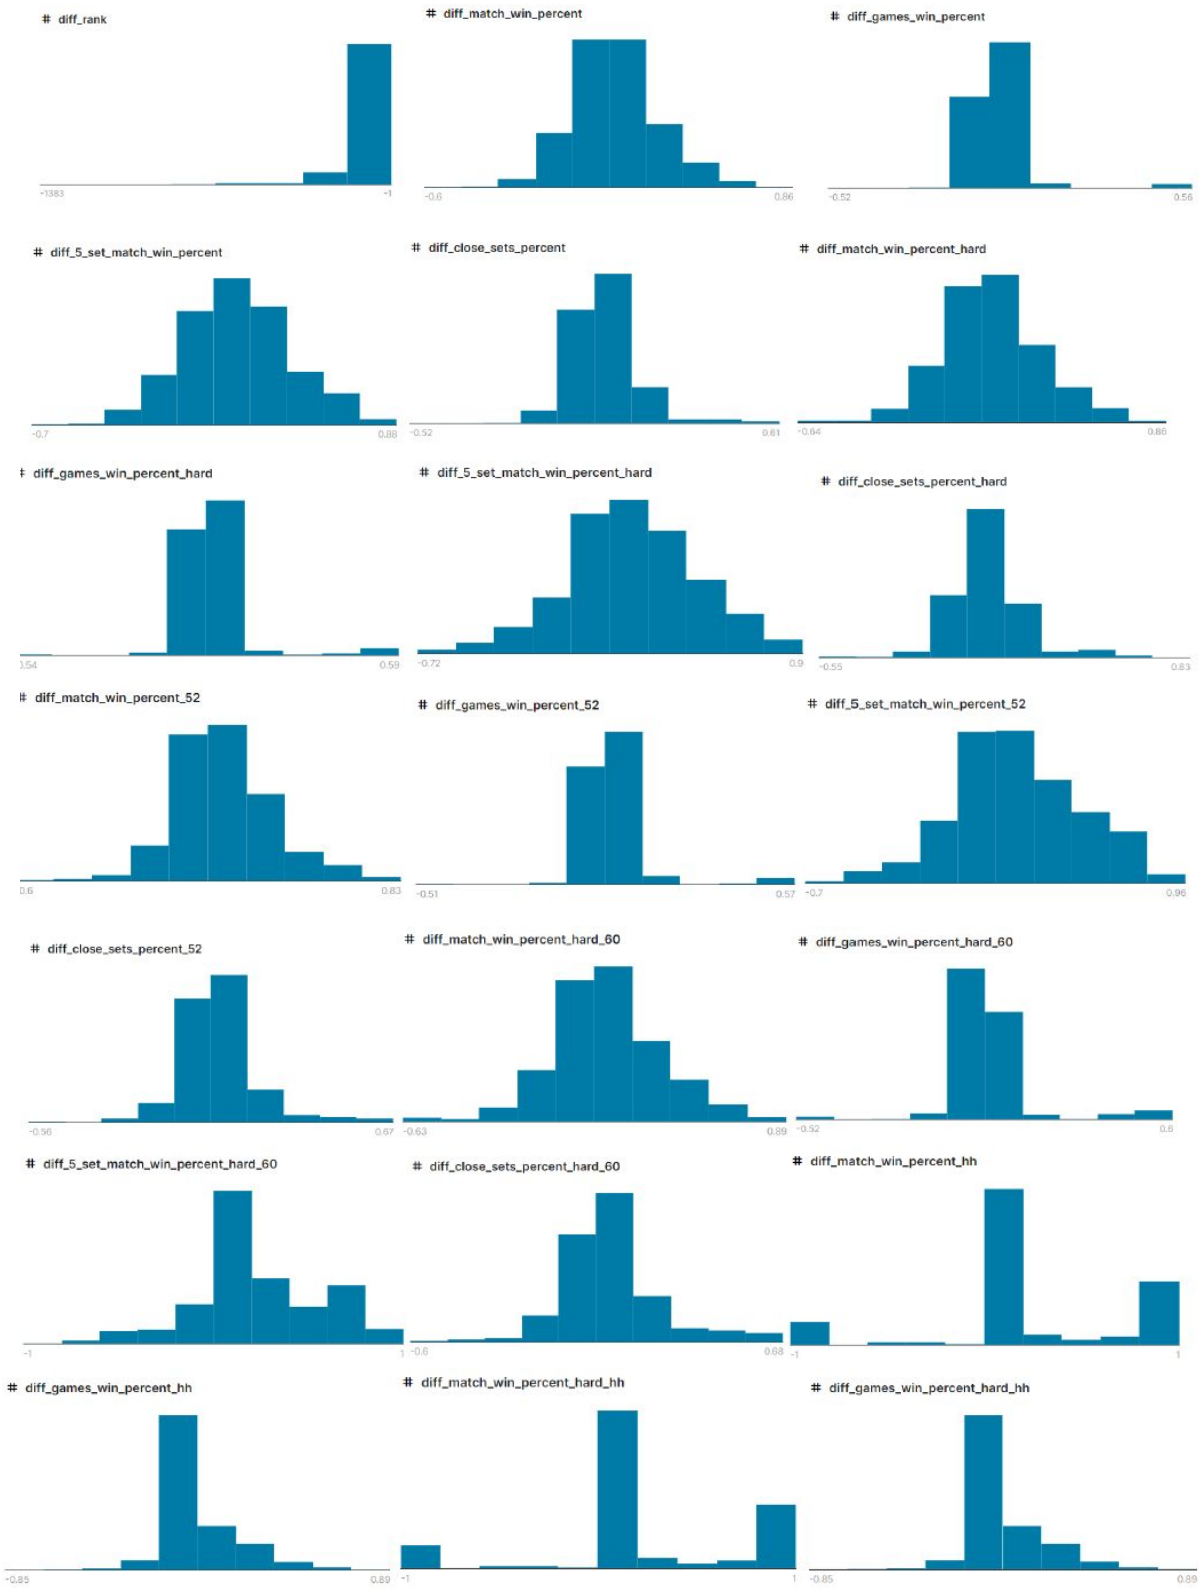 # diff_rank
-1383 -1
# diff_match_win_percent
-0.6 0.86
# diff_games_win_percent
-0.52 0.56
# diff_5_set_match_win_percent
-0.7 0.88
# diff_close_sets_percent
-0.52 0.61
# diff_match_win_percent_hard
-0.64 0.86
# diff_games_win_percent_hard
0.54 0.59
# diff_5_set_match_win_percent_hard
-0.72 0.9
# diff_close_sets_percent_hard
-0.55 0.83
# diff_match_win_percent_52
0.6 0.83
# diff_games_win_percent_52
-0.51 0.57
# diff_5_set_match_win_percent_52
-0.7 0.96
# diff_close_sets_percent_52
-0.56 0.67
# diff_match_win_percent_hard_60
-0.63 0.89
# diff_games_win_percent_hard_60
-0.52 0.6
# diff_5_set_match_win_percent_hard_60
-1 1
# diff_close_sets_percent_hard_60
-0.6 0.68
# diff_match_win_percent_hh
-1 1
# diff_games_win_percent_hh
-0.85 0.89
# diff_match_win_percent_hard_hh
-1 1
# diff_games_win_percent_hard_hh
-0.85 0.89